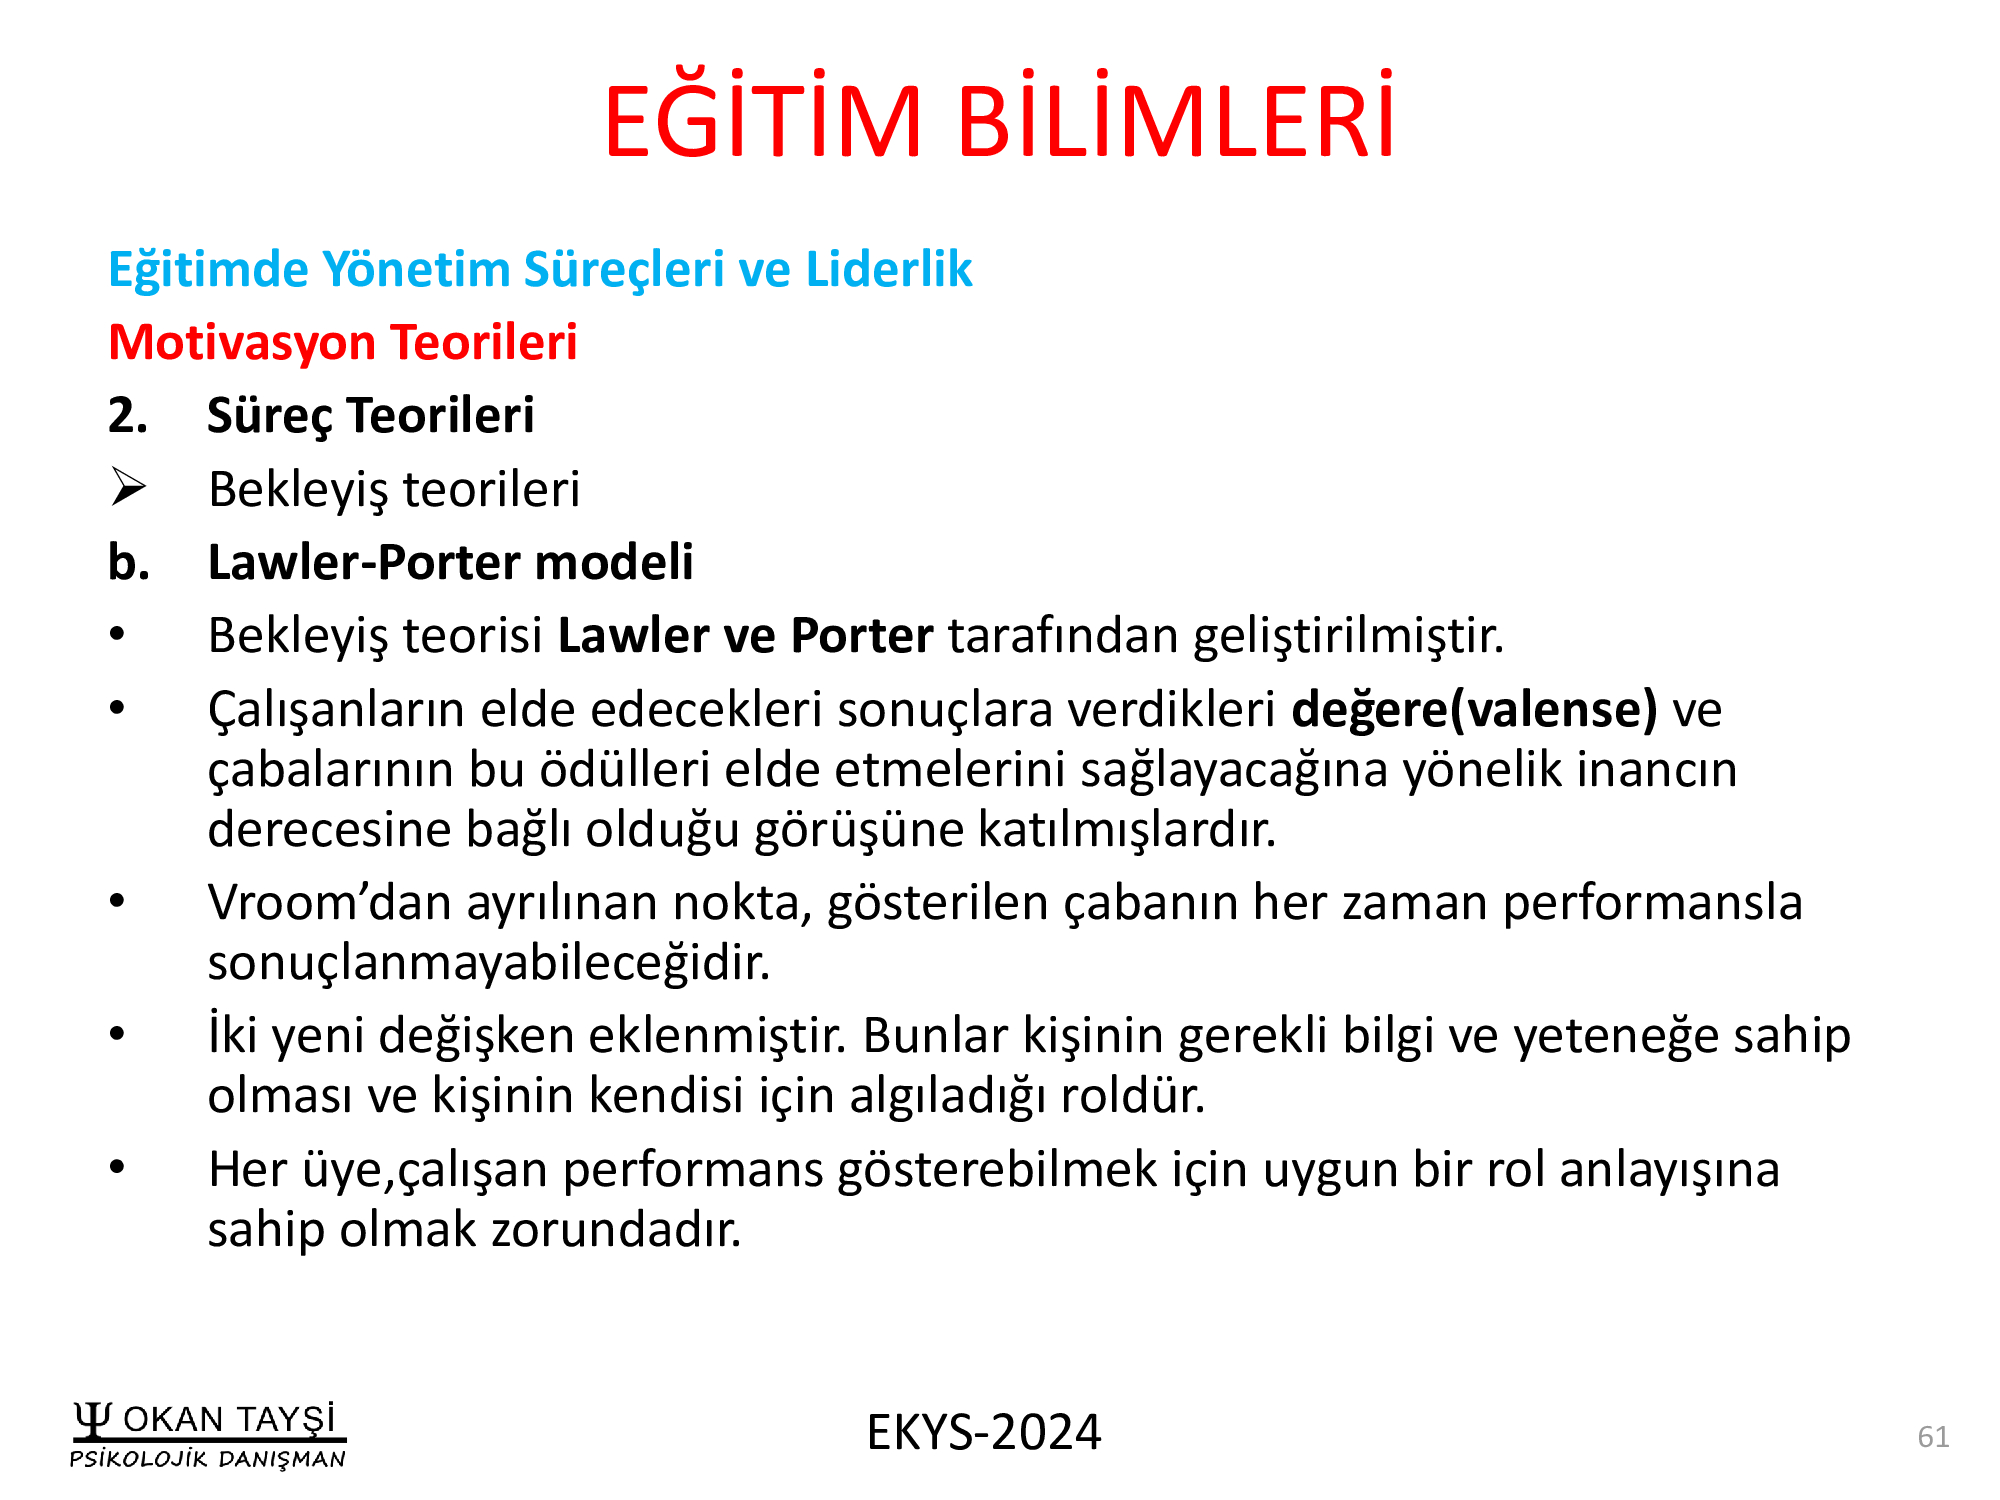 EĞİTİM BİLİMLERİ
Eğitimde Yönetim Süreçleri ve Liderlik
Motivasyon Teorileri
2. Süreç Teorileri
➢ Bekleyiş teorileri
b. Lawler-Porter modeli
• Bekleyiş teorisi Lawler ve Porter tarafından geliştirilmiştir.
• Çalışanların elde edecekleri sonuçlara verdikleri değere(valense) ve
çabalarının bu ödülleri elde etmelerini sağlayacağına yönelik inancın
derecesine bağlı olduğu görüşüne katılmışlardır.
• Vroom’dan ayrılınan nokta, gösterilen çabanın her zaman performansla
sonuçlanmayabileceğidir.
• İki yeni değişken eklenmiştir. Bunlar kişinin gerekli bilgi ve yeteneğe sahip
olması ve kişinin kendisi için algıladığı roldür.
• Her üye,çalışan performans gösterebilmek için uygun bir rol anlayışına
sahip olmak zorundadır.
Ψ OKAN TAYŞİ
PSİKOLOJİK DANIŞMAN
EKYS-2024
61